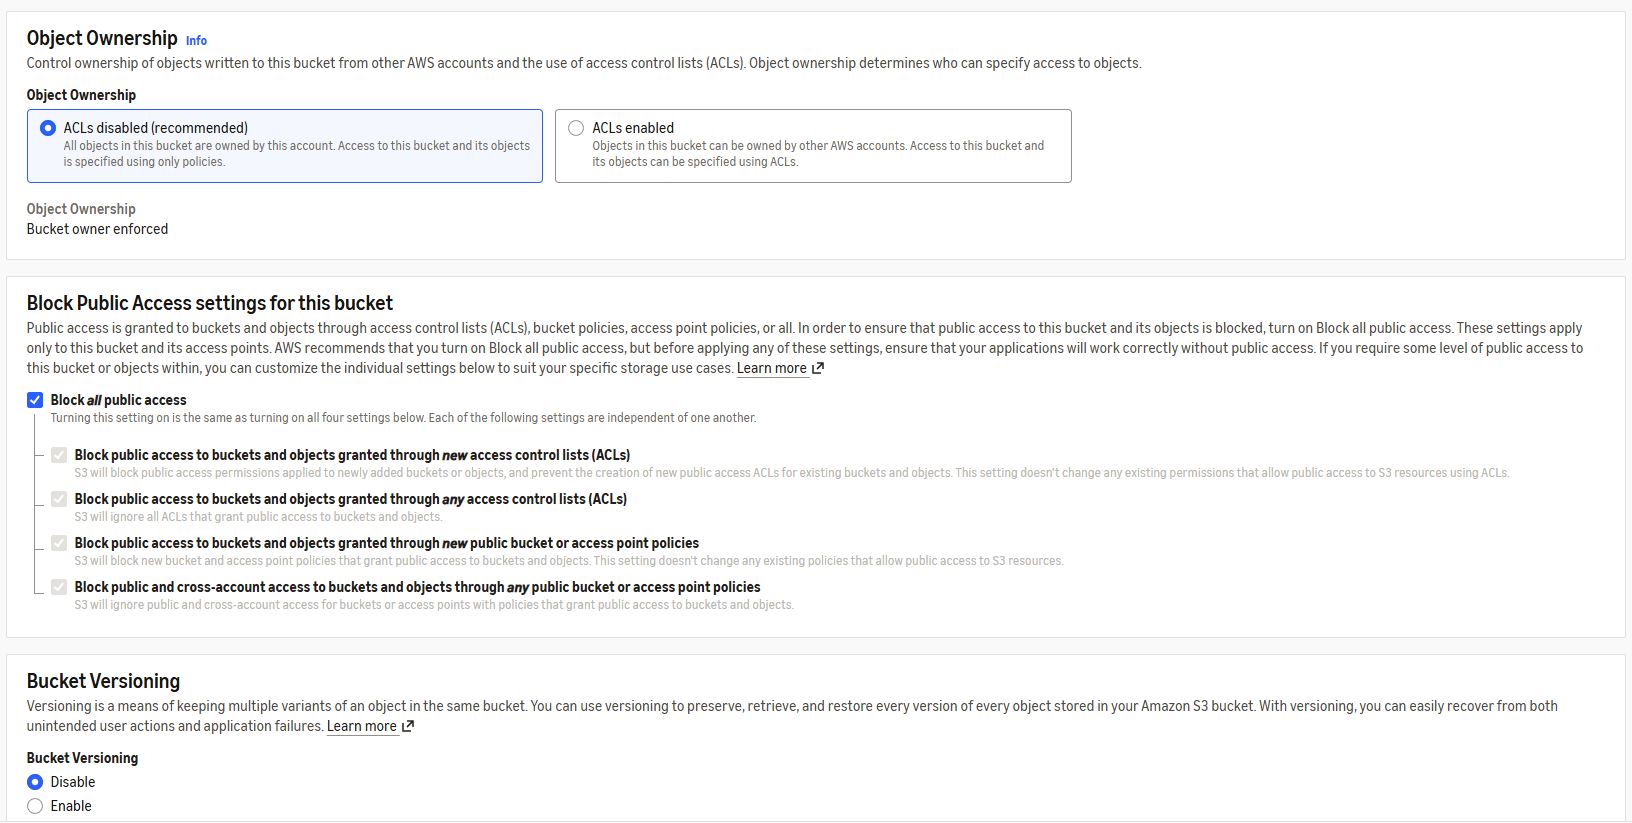 Object Ownership Info
Control ownership of objects written to this bucket from other AWS accounts and the use of access control lists (ACLs). Object ownership determines who can specify access to objects.
Object Ownership
ACLs disabled (recommended)
All objects in this bucket are owned by this account. Access to this bucket and its objects
is specified using only policies.
ACLs enabled
Objects in this bucket can be owned by other AWS accounts. Access to this bucket and
its objects can be specified using ACLs.
Object Ownership
Bucket owner enforced
Block Public Access settings for this bucket
Public access is granted to buckets and objects through access control lists (ACLs), bucket policies, access point policies, or all. In order to ensure that public access to this bucket and its objects is blocked, turn on Block all public access. These settings apply
only to this bucket and its access points. AWS recommends that you turn on Block all public access, but before applying any of these settings, ensure that your applications will work correctly without public access. If you require some level of public access to
this bucket or objects within, you can customize the individual settings below to suit your specific storage use cases. Learn more
Block all public access
Turning this setting on is the same as turning on all four settings below. Each of the following settings are independent of one another.
Block public access to buckets and objects granted through new access control lists (ACLs)
S3 will block public access permissions applied to newly added buckets or objects, and prevent the creation of new public access ACLs for existing buckets and objects. This setting doesn't change any existing permissions that allow public access to S3 resources using ACLs.
Block public access to buckets and objects granted through any access control lists (ACLs)
S3 will ignore all ACLs that grant public access to buckets and objects.
Block public access to buckets and objects granted through new public bucket or access point policies
S3 will block new bucket and access point policies that grant public access to buckets and objects. This setting doesn't change any existing policies that allow public access to S3 resources.
Block public and cross-account access to buckets and objects through any public bucket or access point policies
S3 will ignore public and cross-account access for buckets or access points with policies that grant public access to buckets and objects.
Bucket Versioning
Versioning is a means of keeping multiple variants of an object in the same bucket. You can use versioning to preserve, retrieve, and restore every version of every object stored in your Amazon S3 bucket. With versioning, you can easily recover from both
unintended user actions and application failures. Learn more
Bucket Versioning
Disable
Enable